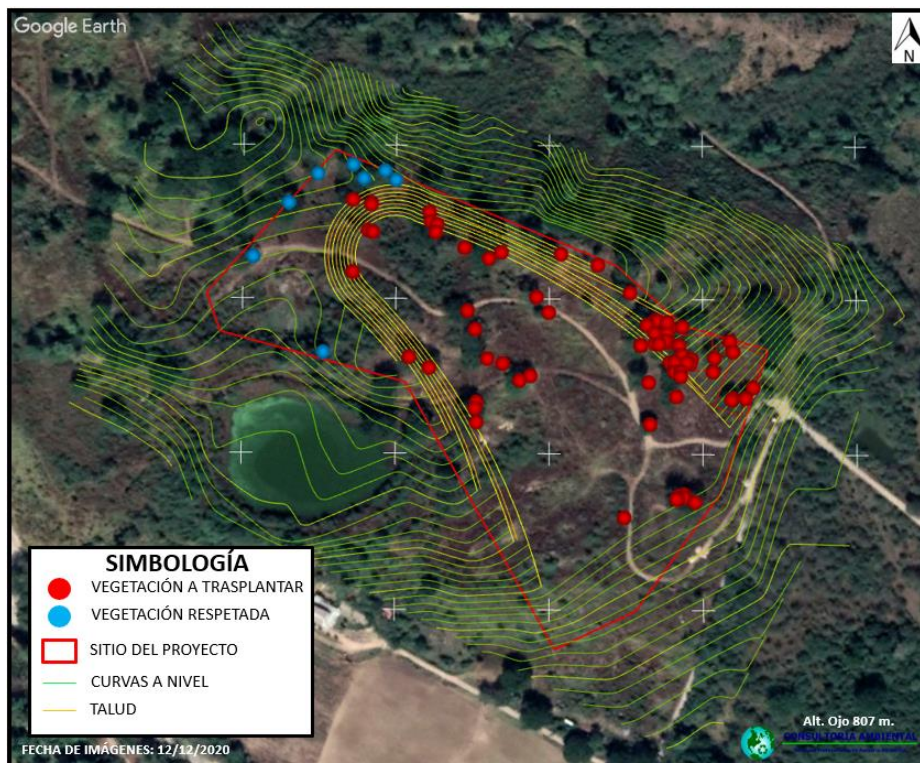 Google Earth
N
SIMBOLOGÍA
VEGETACIÓN A TRASPLANTAR
VEGETACIÓN RESPETADA
SITIO DEL PROYECTO
CURVAS A NIVEL
TALUD
FECHA DE IMÁGENES: 12/12/2020
Alt. Ojo 807 m.
CONSULTORIA AMBIENTAL